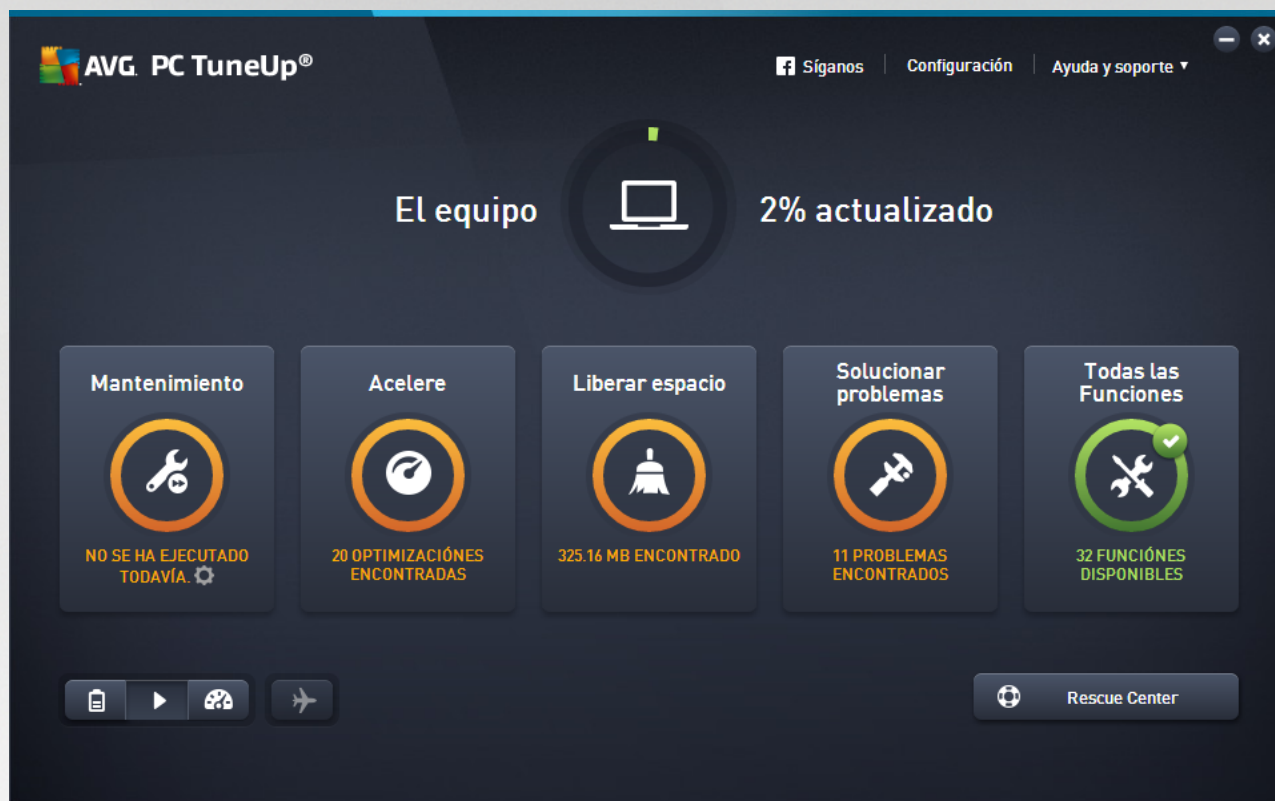 AVG. PC TuneUp®
Síganos
Configuración
Ayuda y soporte
El equipo
2% actualizado
Mantenimiento
NO SE HA EJECUTADO
TODAVÍA.
Acelere
20 OPTIMIZACIÓNES
ENCONTRADAS
Liberar espacio
325.16 MB ENCONTRADO
Solucionar
problemas
11 PROBLEMAS
ENCONTRADOS
Todas las
Funciones
32 FUNCIÓNES
DISPONIBLES
Rescue Center